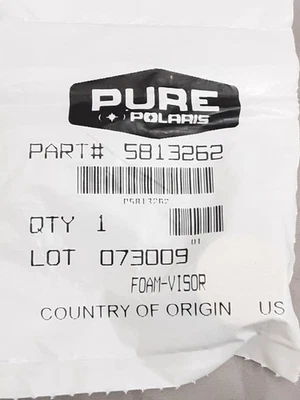 PURE
POLARIS
PART# 5813262
P5813262
QTY 1
01
LOT 073009
FOAM-VISOR
COUNTRY OF ORIGIN US